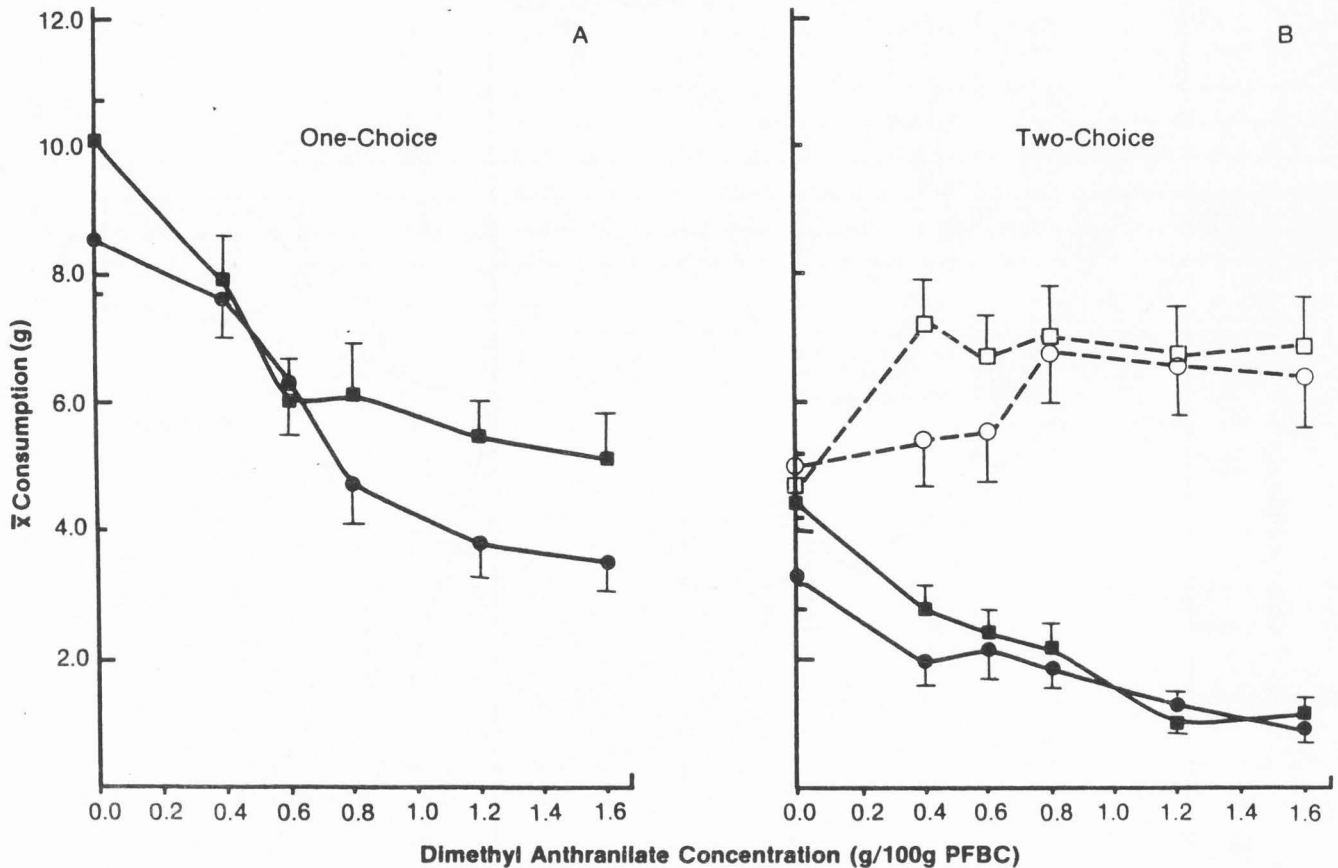 12.0
A
B
One-Choice
Two-Choice
10.0
8.0
6.0
4.0
2.0
x̅ Consumption (g)
0.0 0.2 0.4 0.6 0.8 1.0 1.2 1.4 1.6
0.0 0.2 0.4 0.6 0.8 1.0 1.2 1.4 1.6
Dimethyl Anthranilate Concentration (g/100g PFBC)